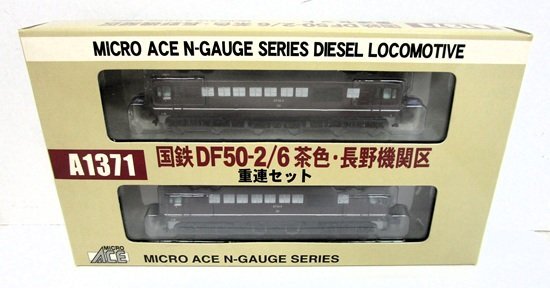 MICRO ACE N-GAUGE SERIES DIESEL LOCOMOTIVE
A1371
国鉄DF50-2/6 茶色・長野機関区
重連セット
MICRO
ACE
MICRO ACE N-GAUGE SERIES